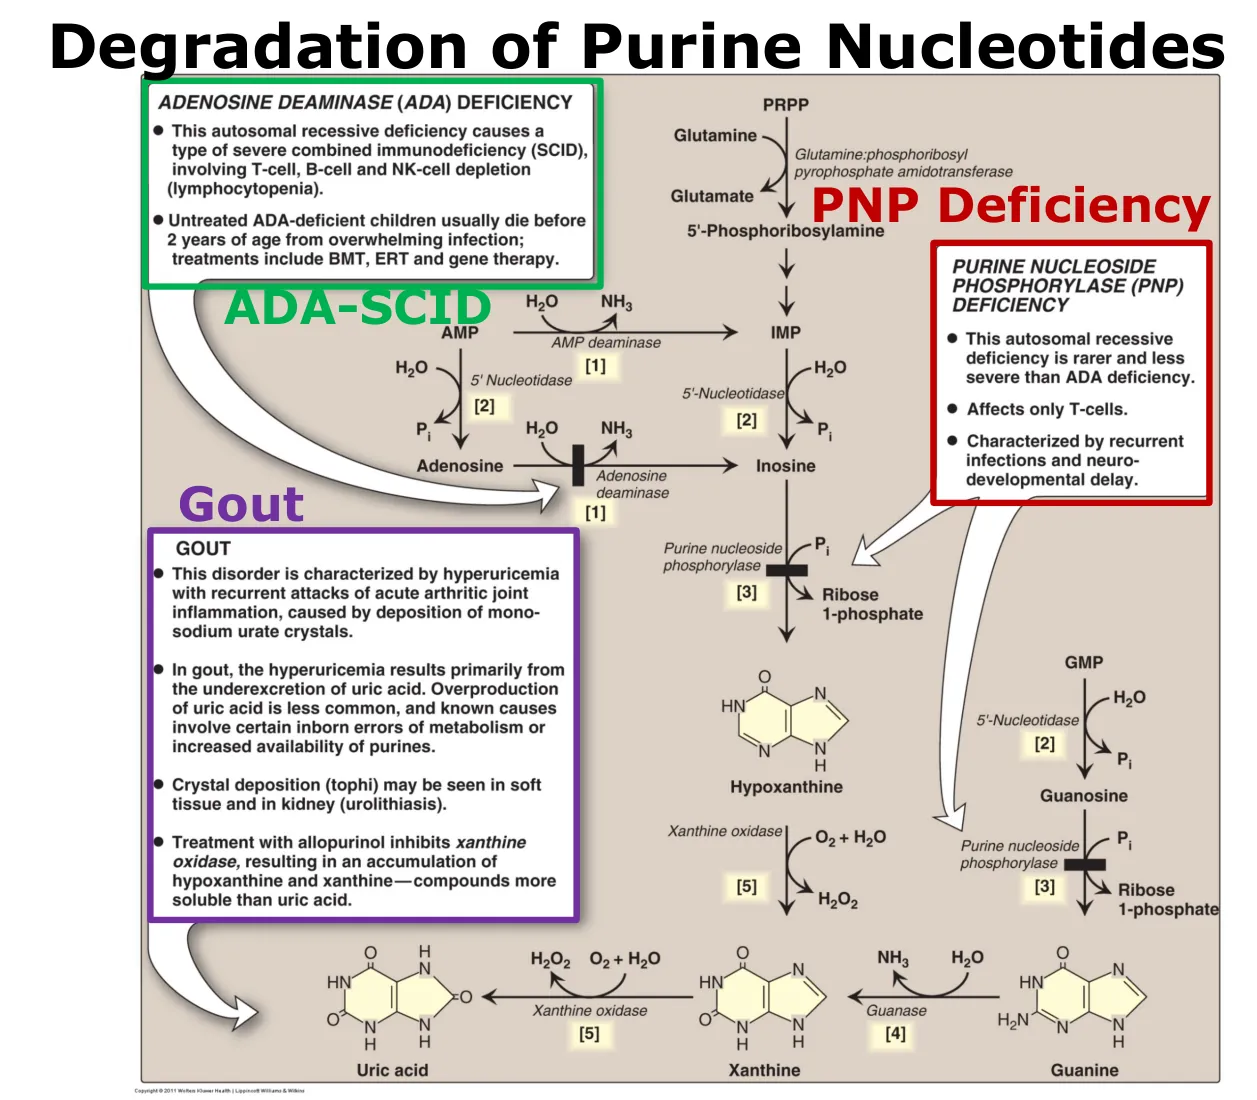 Degradation of Purine Nucleotides
ADENOSINE DEAMINASE (ADA) DEFICIENCY
● This autosomal recessive deficiency causes a
type of severe combined immunodeficiency (SCID),
involving T-cell, B-cell and NK-cell depletion
(lymphocytopenia).
● Untreated ADA-deficient children usually die before
2 years of age from overwhelming infection;
treatments include BMT, ERT and gene therapy.
ADA-SCID
PRPP
Glutamine
Glutamine:phosphoribosyl
pyrophosphate amidotransferase
Glutamate
5'-Phosphoribosylamine
PNP Deficiency
PURINE NUCLEOSIDE
PHOSPHORYLASE (PNP)
DEFICIENCY
● This autosomal recessive
deficiency is rarer and less
severe than ADA deficiency.
● Affects only T-cells.
● Characterized by recurrent
infections and neuro-
developmental delay.
H₂O NH₃
AMP IMP
AMP deaminase
[1]
H₂O
5' Nucleotidase
[2]
Pi
H₂O
5'-Nucleotidase
[2]
Pi
H₂O NH₃
Adenosine Inosine
Adenosine
deaminase
[1]
Gout
GOUT
● This disorder is characterized by hyperuricemia
with recurrent attacks of acute arthritic joint
inflammation, caused by deposition of mono-
sodium urate crystals.
● In gout, the hyperuricemia results primarily from
the underexcretion of uric acid. Overproduction
of uric acid is less common, and known causes
involve certain inborn errors of metabolism or
increased availability of purines.
● Crystal deposition (tophi) may be seen in soft
tissue and in kidney (urolithiasis).
● Treatment with allopurinol inhibits xanthine
oxidase, resulting in an accumulation of
hypoxanthine and xanthine—compounds more
soluble than uric acid.
Purine nucleoside
phosphorylase
[3]
Pi
Ribose
1-phosphate
O
HN N
N N
H
Hypoxanthine
GMP
H₂O
5'-Nucleotidase
[2]
Pi
Guanosine
Xanthine oxidase
O₂ + H₂O
[5]
H₂O₂
Purine nucleoside
phosphorylase
[3]
Pi
Ribose
1-phosphate
O H
HN N
O
O N N
H H
Uric acid
H₂O₂ O₂ + H₂O
Xanthine oxidase
[5]
O
HN N
O N N
H H
Xanthine
NH₃ H₂O
Guanase
[4]
O
HN N
H₂N N N
H
Guanine
Copyright © 2011 Wolters Kluwer Health | Lippincott Williams & Wilkins